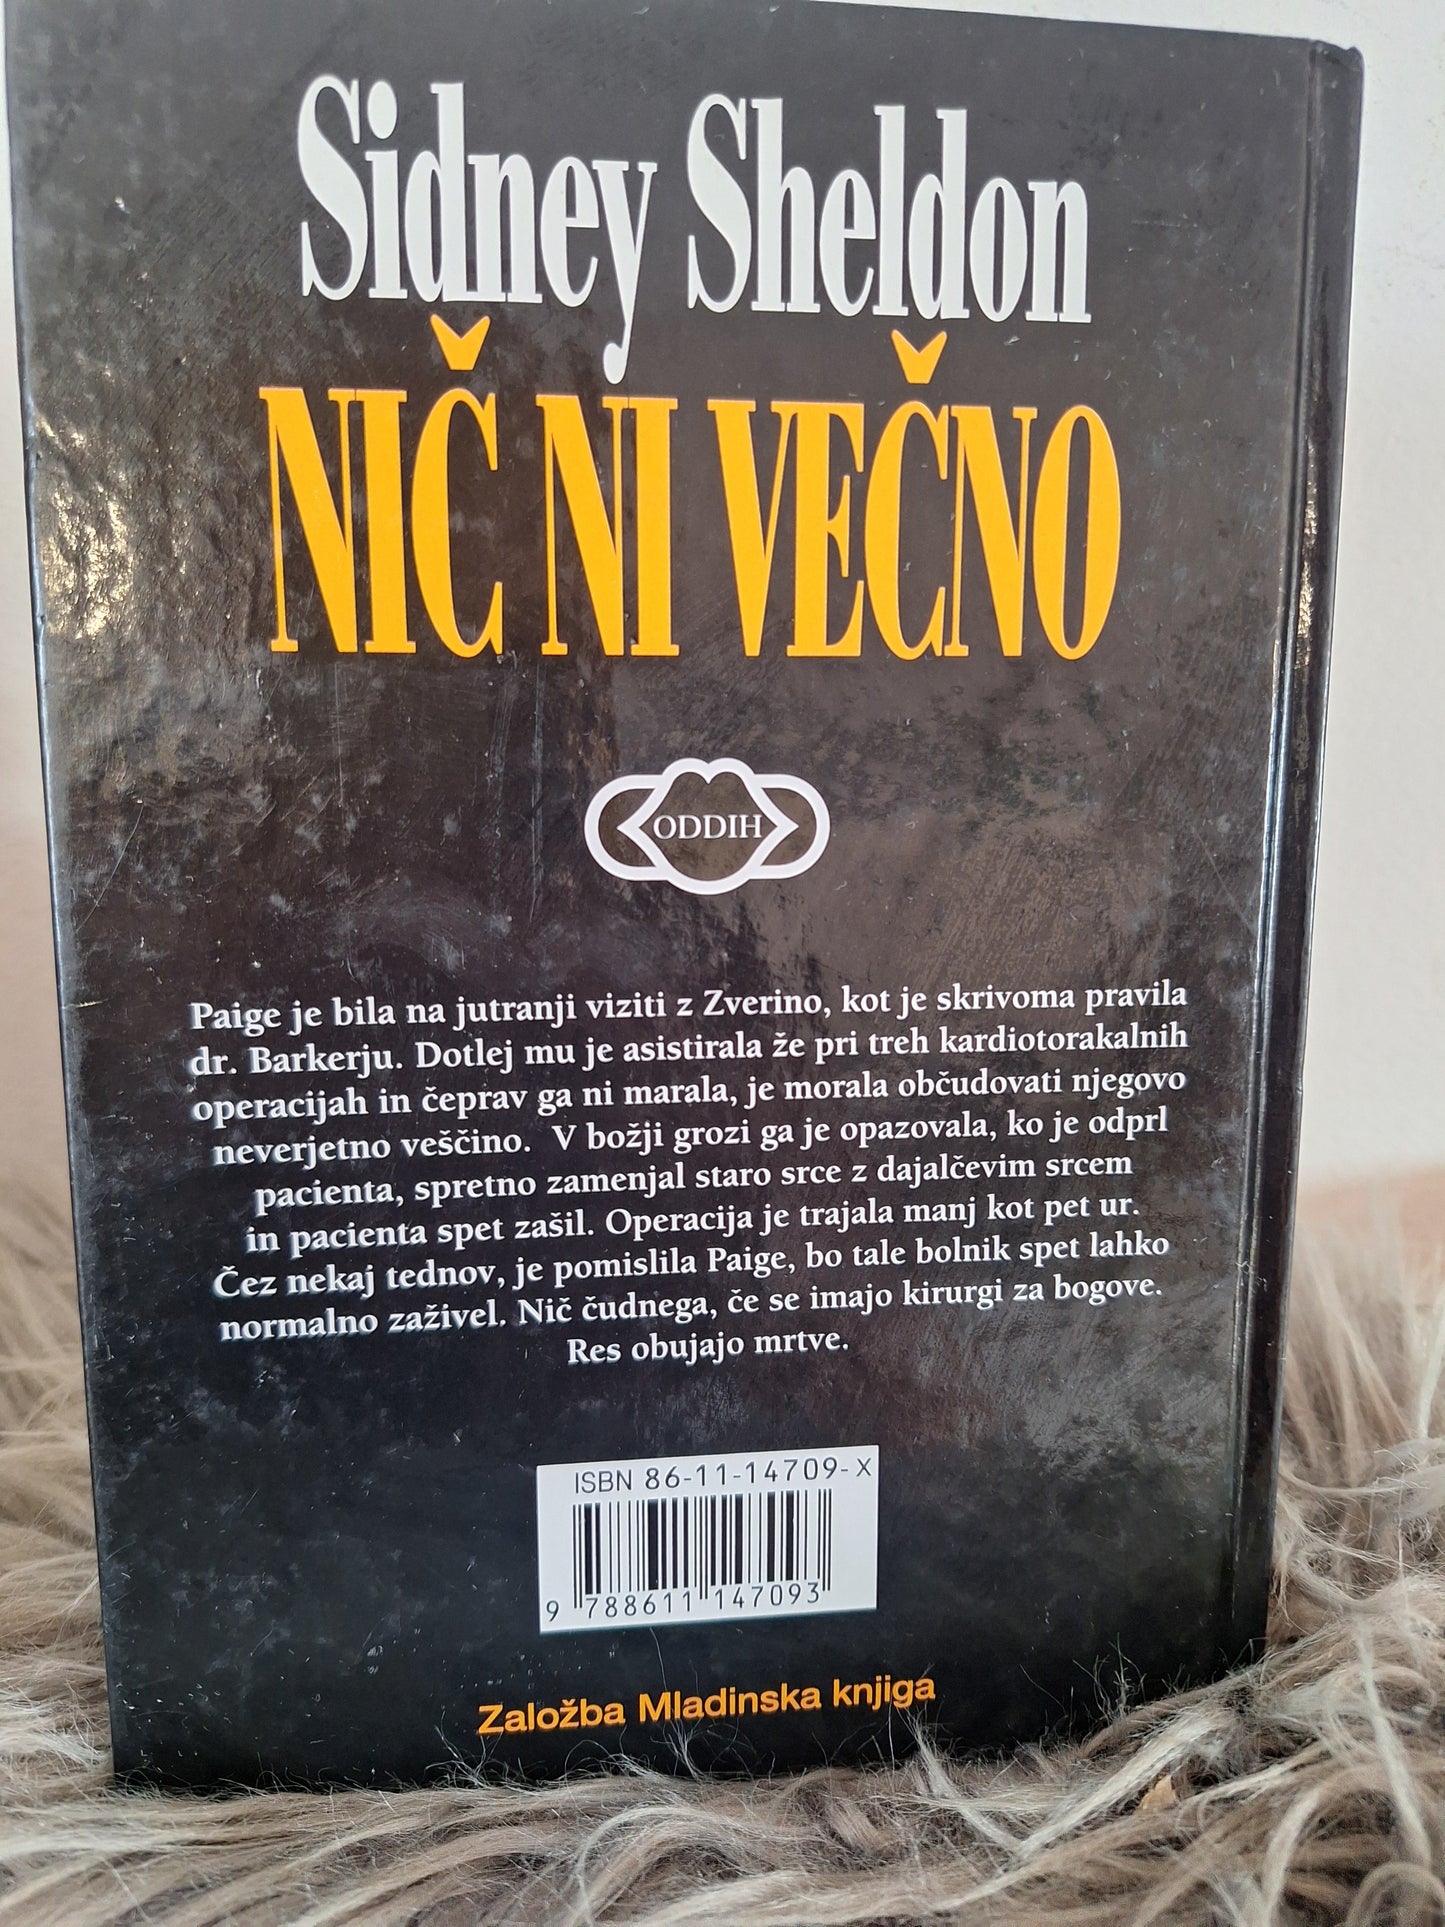 Sidney Sheldon
NIČ NI VEČNO
ODDIH
Paige je bila na jutranji viziti z Zverino, kot je skrivoma pravila
dr. Barkerju. Dotlej mu je asistirala že pri treh kardiotorakalnih
operacijah in čeprav ga ni marala, je morala občudovati njegovo
neverjetno veščino. V božji grozi ga je opazovala, ko je odprl
pacienta, spretno zamenjal staro srce z dajalčevim srcem
in pacienta spet zašil. Operacija je trajala manj kot pet ur.
Čez nekaj tednov, je pomislila Paige, bo tale bolnik spet lahko
normalno zaživel. Nič čudnega, če se imajo kirurgi za bogove.
Res obujajo mrtve.
ISBN 86-11-14709-X
9 788611 147093
Založba Mladinska knjiga